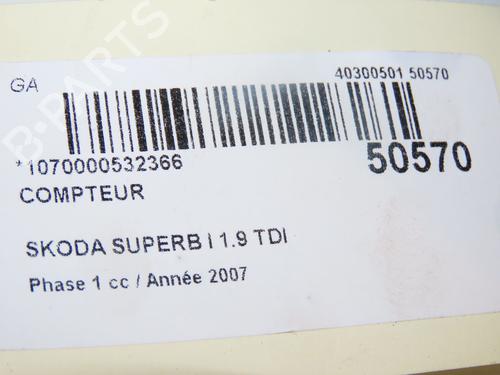 GA
40300501 50570
*1070000532366
50570
COMPTEUR
SKODA SUPERB I 1.9 TDI
Phase 1 cc / Année 2007
B-PARTS